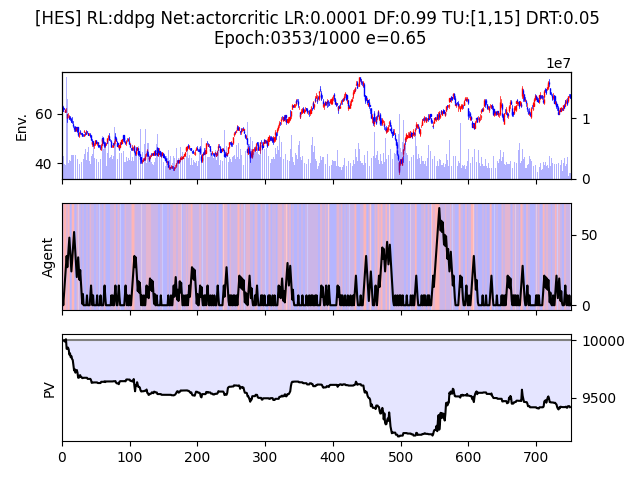 [HES] RL:ddpg Net:actorcritic LR:0.0001 DF:0.99 TU:[1,15] DRT:0.05
Epoch:0353/1000 e=0.65
1e7
Env.
60
40
1
0
Agent
50
0
PV
10000
9500
0 100 200 300 400 500 600 700